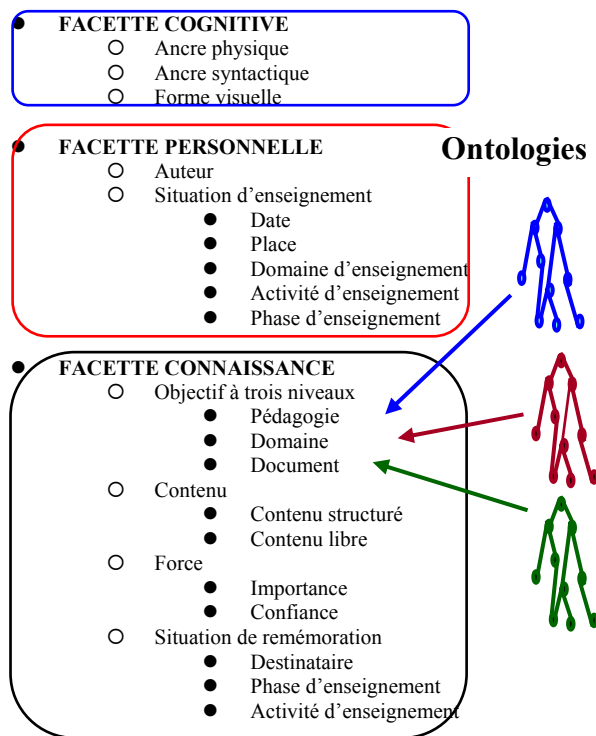 FACETTE COGNITIVE
Ancre physique
Ancre syntactique
Forme visuelle
FACETTE PERSONNELLE
Ontologies
Auteur
Situation d'enseignement
Date
Place
Domaine d'enseignement
Activité d'enseignement
Phase d'enseignement
FACETTE CONNAISSANCE
Objectif à trois niveaux
Pédagogie
Domaine
Document
Contenu
Contenu structuré
Contenu libre
Force
Importance
Confiance
Situation de remémoration
Destinataire
Phase d'enseignement
Activité d'enseignement